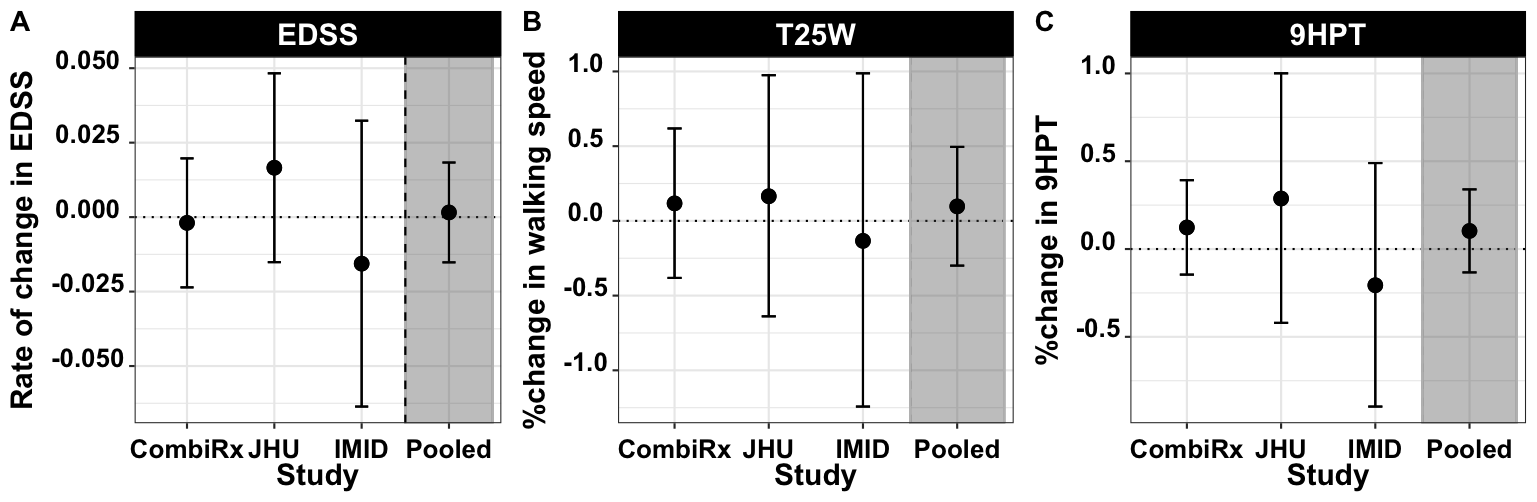 A
EDSS
Rate of change in EDSS
0.050
0.025
0.000
-0.025
-0.050
CombiRx JHU IMID Pooled
Study
B
T25W
%change in walking speed
1.0
0.5
0.0
-0.5
-1.0
CombiRx JHU IMID Pooled
Study
C
9HPT
%change in 9HPT
1.0
0.5
0.0
-0.5
CombiRx JHU IMID Pooled
Study